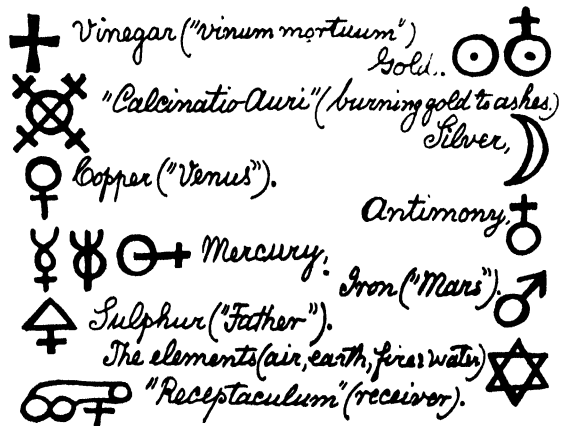 Vinegar ("vinum mortuum")
Gold..
"Calcinatio Auri" (burning gold to ashes.)
Silver,
Copper ("Venus").
Antimony,
Mercury,
Iron ("Mars").
Sulphur ("Father").
The elements (air, earth, fire & water)
"Receptaculum" (receiver).